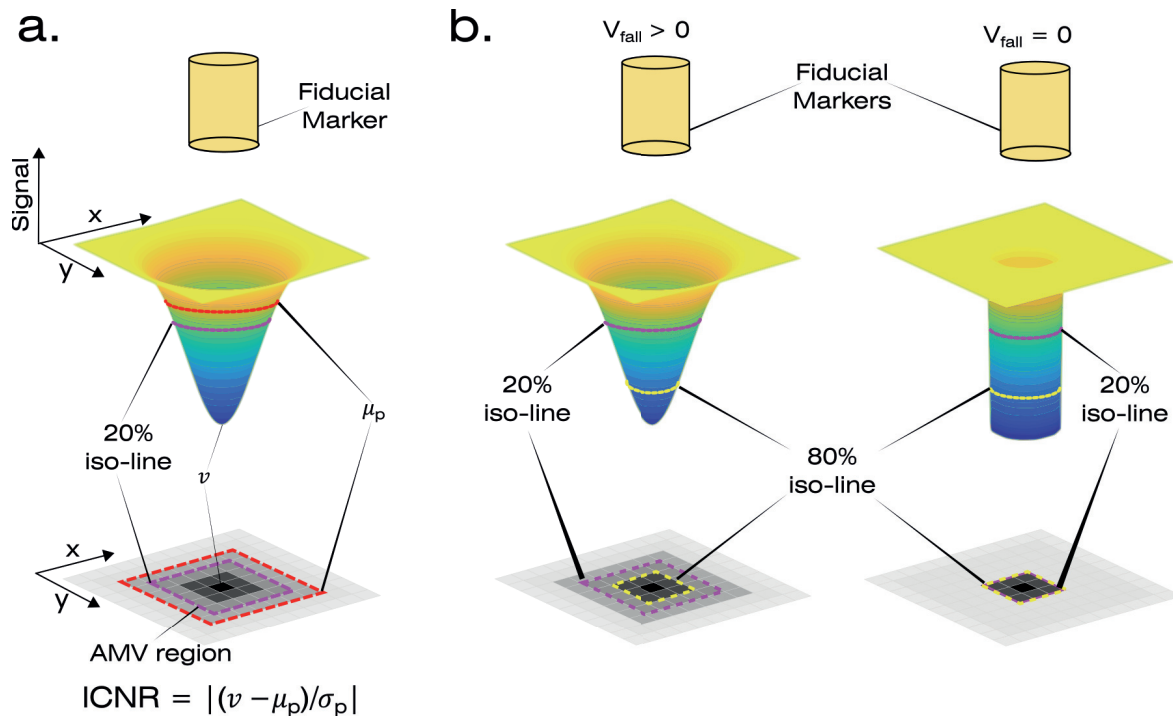 a.
Fiducial
Marker
Signal
x
y
20%
iso-line
v
μp
x
y
AMV region
ICNR = |(v − μp)/σp|
b.
Vfall > 0
Vfall = 0
Fiducial
Markers
20%
iso-line
80%
iso-line
20%
iso-line